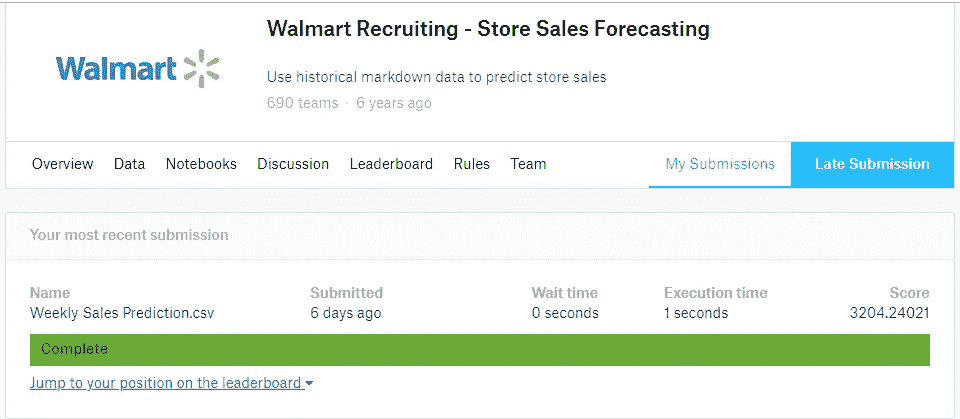 Walmart
Walmart Recruiting - Store Sales Forecasting
Use historical markdown data to predict store sales
690 teams · 6 years ago
Overview Data Notebooks Discussion Leaderboard Rules Team My Submissions Late Submission
Your most recent submission
Name Submitted Wait time Execution time Score
Weekly Sales Prediction.csv 6 days ago 0 seconds 1 seconds 3204.24021
Complete
Jump to your position on the leaderboard